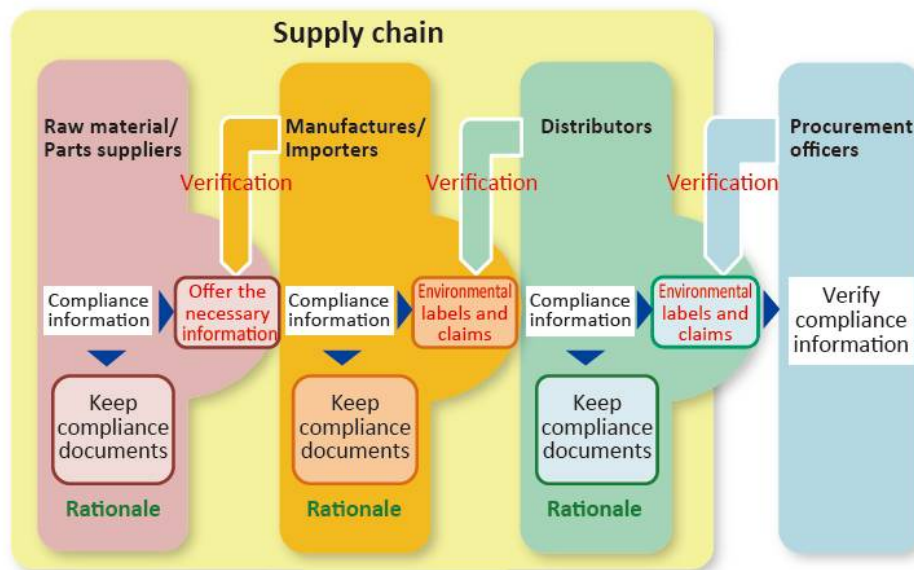 Supply chain
Raw material/
Parts suppliers
Manufactures/
Importers
Distributors
Procurement
officers
Verification
Verification
Verification
Compliance
information
Offer the
necessary
information
Compliance
information
Environmental
labels and
claims
Compliance
information
Environmental
labels and
claims
Verify
compliance
information
Keep
compliance
documents
Keep
compliance
documents
Keep
compliance
documents
Rationale
Rationale
Rationale